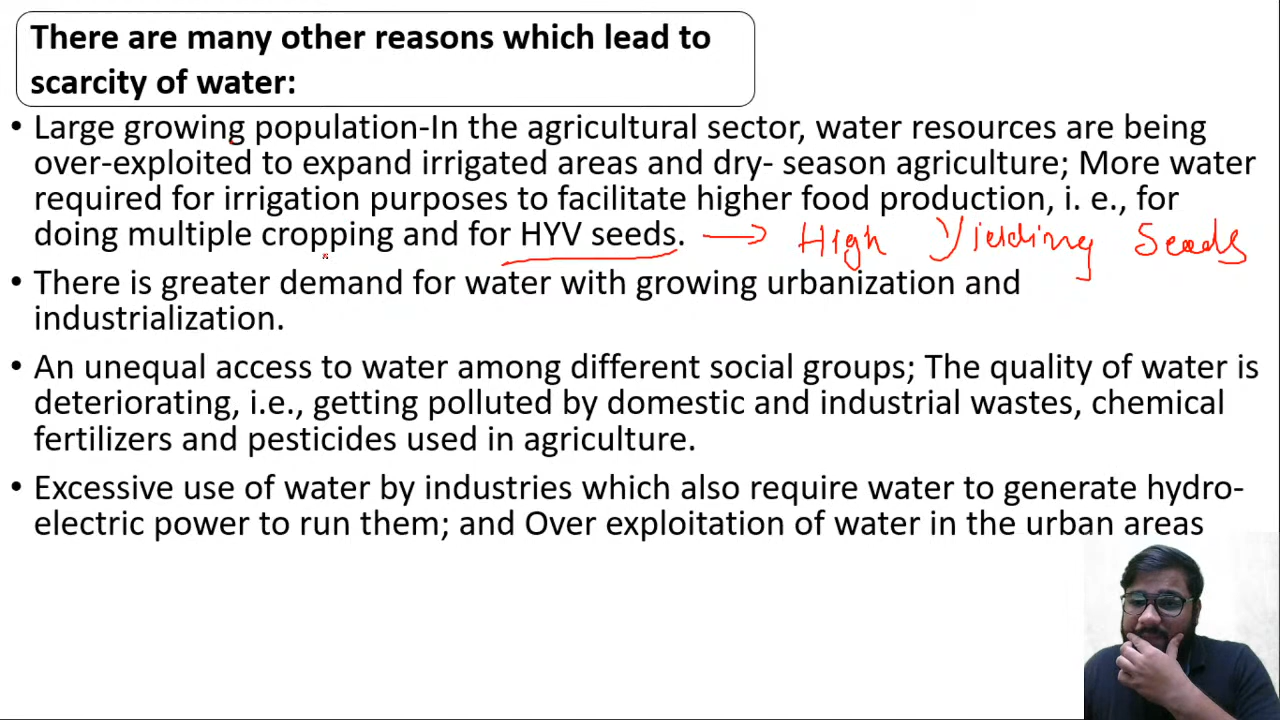 There are many other reasons which lead to
scarcity of water:
• Large growing population-In the agricultural sector, water resources are being
over-exploited to expand irrigated areas and dry- season agriculture; More water
required for irrigation purposes to facilitate higher food production, i. e., for
doing multiple cropping and for HYV seeds. → High Yielding Seeds
• There is greater demand for water with growing urbanization and
industrialization.
• An unequal access to water among different social groups; The quality of water is
deteriorating, i.e., getting polluted by domestic and industrial wastes, chemical
fertilizers and pesticides used in agriculture.
• Excessive use of water by industries which also require water to generate hydro-
electric power to run them; and Over exploitation of water in the urban areas